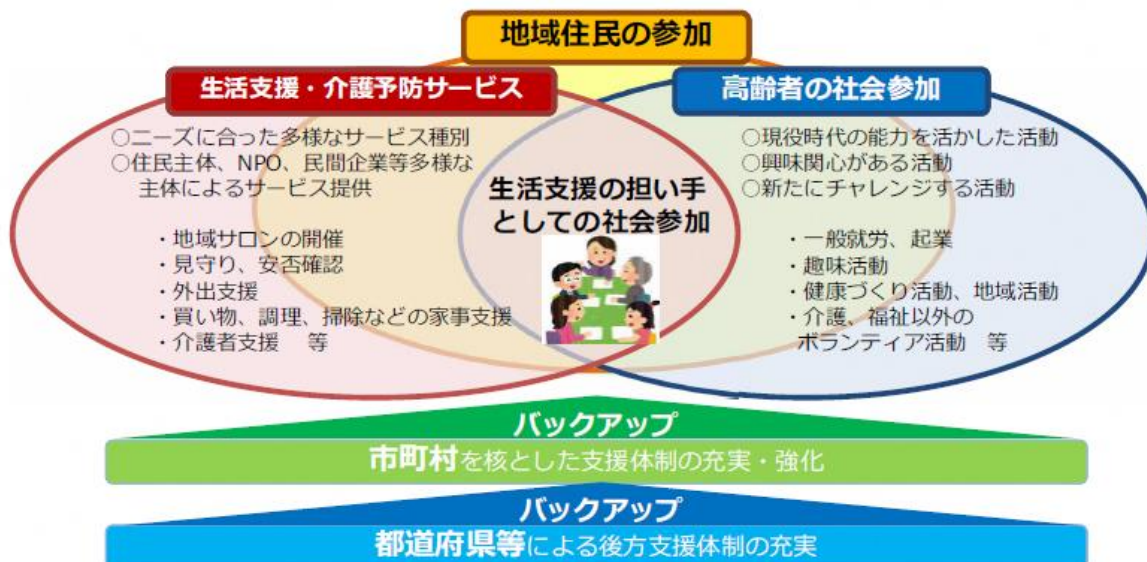 地域住民の参加
生活支援・介護予防サービス
○ニーズに合った多様なサービス種別
○住民主体、NPO、民間企業等多様な
主体によるサービス提供
・地域サロンの開催
・見守り、安否確認
・外出支援
・買い物、調理、掃除などの家事支援
・介護者支援　等
生活支援の担い手
としての社会参加
高齢者の社会参加
○現役時代の能力を活かした活動
○興味関心がある活動
○新たにチャレンジする活動
・一般就労、起業
・趣味活動
・健康づくり活動、地域活動
・介護、福祉以外の
ボランティア活動　等
バックアップ
市町村を核とした支援体制の充実・強化
バックアップ
都道府県等による後方支援体制の充実